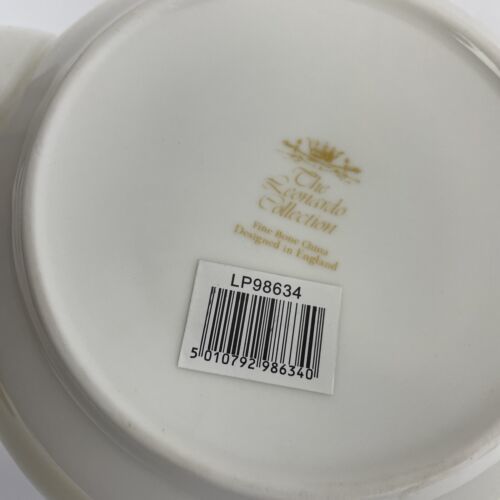 The
Leonardo
Collection
Fine Bone China
Designed in England
LP98634
5 010792 986340